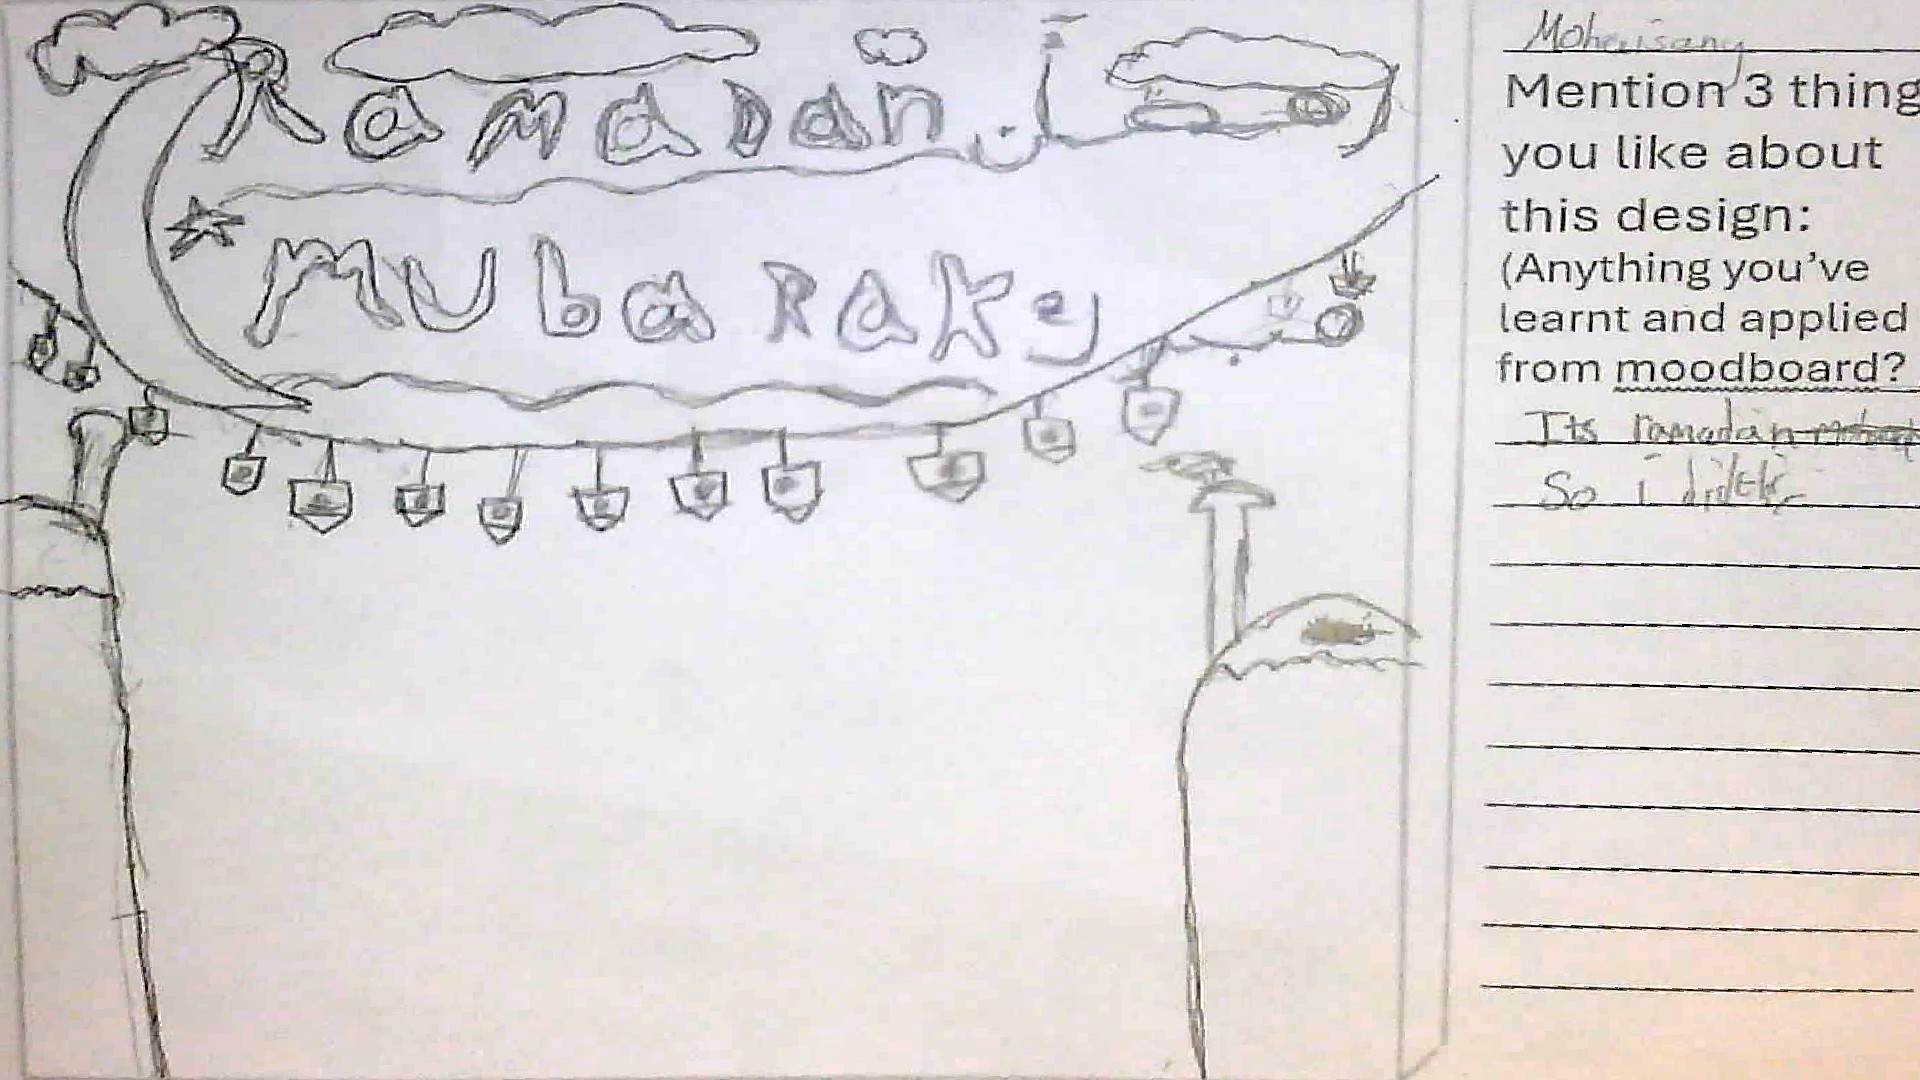 Ramadan
Mubarak
Mention 3 thing
you like about
this design:
(Anything you've
learnt and applied
from moodboard?
Its ramadan
So i